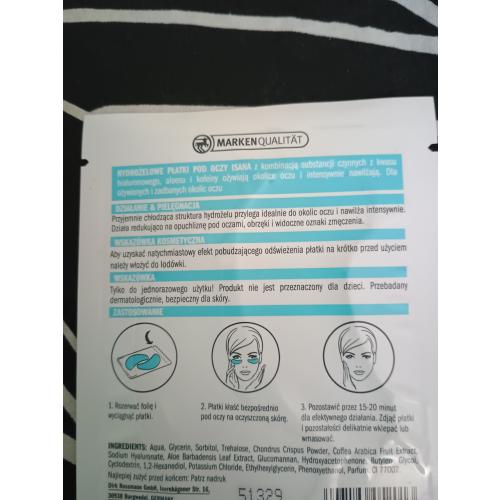 MARKENQUALITÄT
HYDROŻELOWE PŁATKI POD OCZY ISANA z kombinacją substancji czynnych z kwasu
hialuronowego, aloesu i kofeiny ożywiają okolice oczu i intensywnie nawilżają. Dla
ożywionych i zadbanych okolic oczu
DZIAŁANIE & PIELĘGNACJA
Przyjemnie chłodząca struktura hydrożelu przylega idealnie do okolic oczu i nawilża intensywnie.
Działa redukująco na opuchliznę pod oczami, obrzęki i widoczne oznaki zmęczenia.
WSKAZÓWKA KOSMETYCZNA
Aby uzyskać natychmiastowy efekt pobudzającego odświeżenia płatki na krótko przed użyciem
należy włożyć do lodówki.
WSKAZÓWKA
Tylko do jednorazowego użytku! Produkt nie jest przeznaczony dla dzieci. Przebadany
dermatologicznie, bezpieczny dla skóry.
ZASTOSOWANIE
1. Rozerwać folię i
wyciągnąć płatki.
2. Płatki kłaść bezpośrednio
pod oczy na oczyszczoną skórę.
3. Pozostawić przez 15-20 minut
dla efektywnego działania. Zdjąć płatki
i pozostałości delikatnie wklepać lub
wmasować.
INGREDIENTS: Aqua, Glycerin, Sorbitol, Trehalose, Chondrus Crispus Powder, Coffea Arabica Fruit Extract,
Sodium Hyaluronate, Aloe Barbadensis Leaf Extract, Glucomannan, Hydroxyacetophenone, Butylene Glycol,
Cyclodextrin, 1,2-Hexanediol, Potassium Chloride, Ethylhexylglycerin, Phenoxyethanol, Parfum, CI 77007.
Najlepiej zużyć przed końcem: Patrz nadruk
Dirk Rossmann GmbH, Isernhägener Str. 16,
30938 Burgwedel, GERMANY
51329